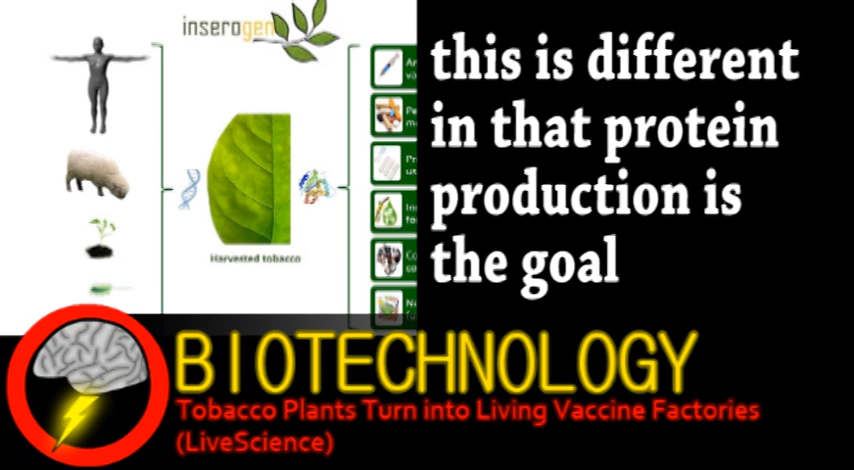 inserogen
this is different
in that protein
production is
the goal
Harvested tobacco
BIOTECHNOLOGY
Tobacco Plants Turn into Living Vaccine Factories
(LiveScience)